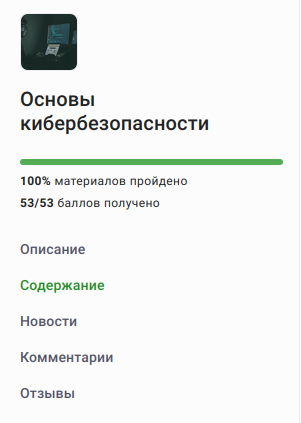 Основы
кибербезопасности
100% материалов пройдено
53/53 баллов получено
Описание
Содержание
Новости
Комментарии
Отзывы